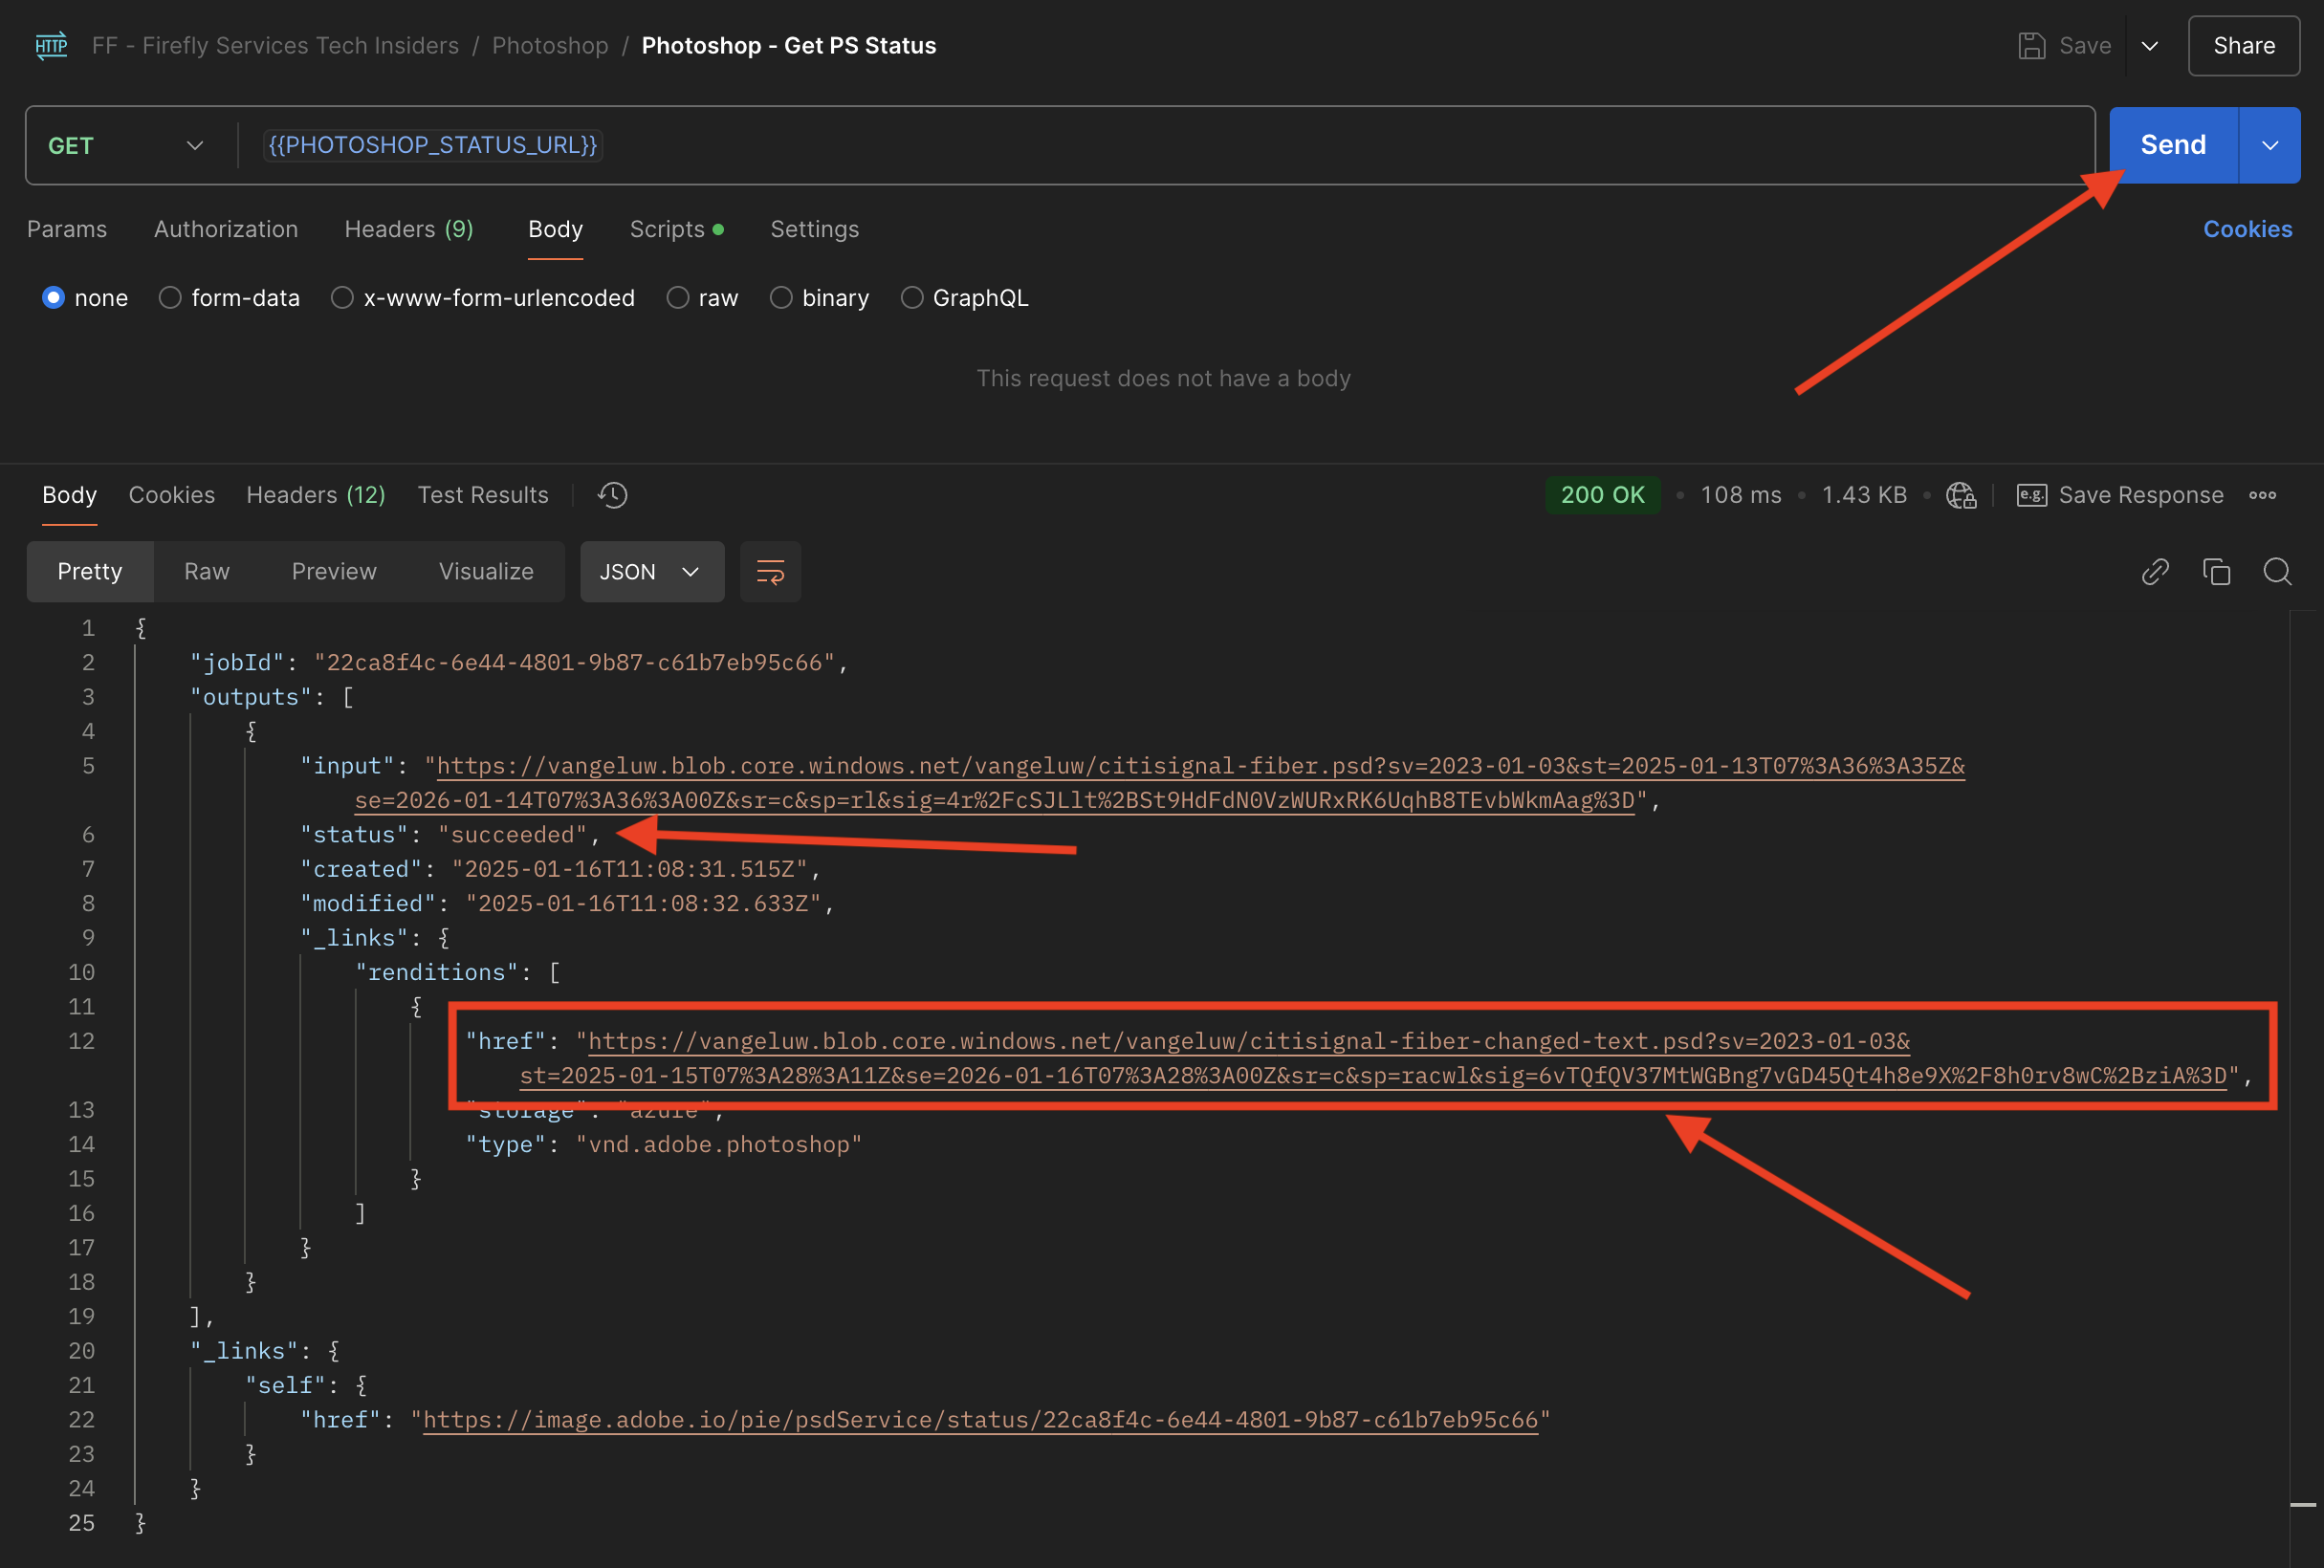 HTTP FF - Firefly Services Tech Insiders / Photoshop / Photoshop - Get PS Status Save Share
GET {{PHOTOSHOP_STATUS_URL}} Send
Params Authorization Headers (9) Body Scripts Settings Cookies
none form-data x-www-form-urlencoded raw binary GraphQL
This request does not have a body
Body Cookies Headers (12) Test Results 200 OK • 108 ms • 1.43 KB • e.g. Save Response
Pretty Raw Preview Visualize JSON
1 {
2 "jobId": "22ca8f4c-6e44-4801-9b87-c61b7eb95c66",
3 "outputs": [
4 {
5 "input": "https://vangeluw.blob.core.windows.net/vangeluw/citisignal-fiber.psd?sv=2023-01-03&st=2025-01-13T07%3A36%3A35Z&
se=2026-01-14T07%3A36%3A00Z&sr=c&sp=rl&sig=4r%2FcSJLlt%2BSt9HdFdN0VzWURxRK6UqhB8TEvbWkmAag%3D",
6 "status": "succeeded",
7 "created": "2025-01-16T11:08:31.515Z",
8 "modified": "2025-01-16T11:08:32.633Z",
9 "_links": {
10 "renditions": [
11 {
12 "href": "https://vangeluw.blob.core.windows.net/vangeluw/citisignal-fiber-changed-text.psd?sv=2023-01-03&
st=2025-01-15T07%3A28%3A11Z&se=2026-01-16T07%3A28%3A00Z&sr=c&sp=racwl&sig=6vTQfQV37MtWGBng7vGD45Qt4h8e9X%2F8h0rv8wC%2BziA%3D",
13 "storage": "azure",
14 "type": "vnd.adobe.photoshop"
15 }
16 ]
17 }
18 }
19 ],
20 "_links": {
21 "self": {
22 "href": "https://image.adobe.io/pie/psdService/status/22ca8f4c-6e44-4801-9b87-c61b7eb95c66"
23 }
24 }
25 }